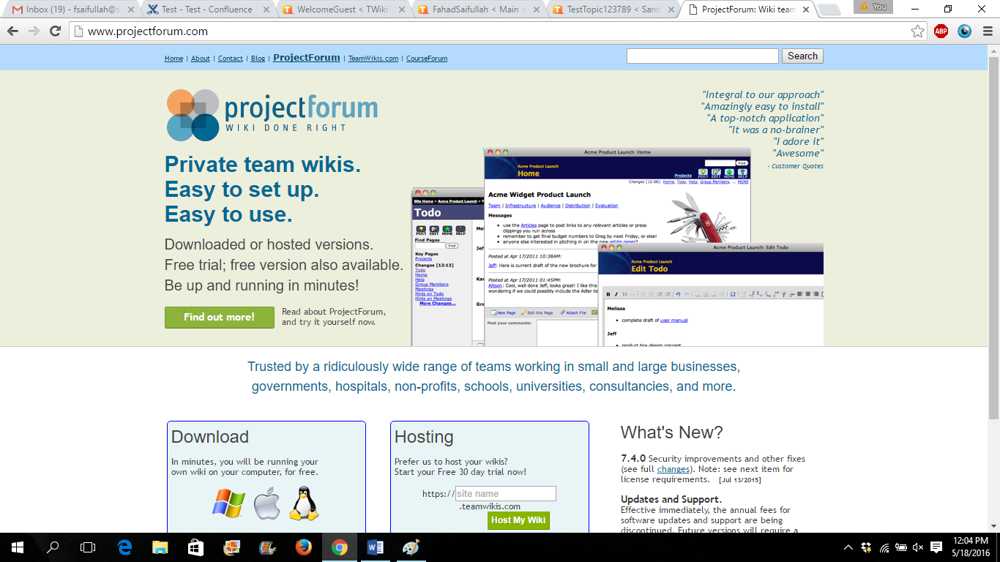 Inbox (19) - fsaifullah@s
Test - Test - Confluence
WelcomeGuest < TWiki
FahadSaifullah < Main <
TestTopic123789 < Sand
ProjectForum: Wiki team
You
www.projectforum.com
ABP
Home | About | Contact | Blog | ProjectForum | TeamWikis.com | CourseForum
Search
projectforum
WIKI DONE RIGHT
"Integral to our approach"
"Amazingly easy to install"
"A top-notch application"
"It was a no-brainer"
"I adore it"
"Awesome"
- Customer Quotes
Private team wikis.
Easy to set up.
Easy to use.
Downloaded or hosted versions.
Free trial; free version also available.
Be up and running in minutes!
Find out more!
Read about ProjectForum,
and try it yourself now.
Site Home > Acme Product Launch > T
Todo
POST EDIT HOME HELP
Find Pages
Find
Key Pages
Projects
Changes [12:12]
Todo
Home
Help
Group Members
Meetings
Hints on Todo
Hints on Meetings
More Changes...
Mel
Jef
Kar
Gre
Acme Product Launch: Home
Acme Product Launch
Home
Find
Projects
POST EDIT HOME HELP
Changes [12:06]: Home, Todo, Help, Group Members, ... MORE
Acme Widget Product Launch
Team | Infrastructure | Audience | Distribution | Evaluation
Messages
use the Articles page to post links to any relevant articles or press
clippings you run across
remember to get final budget numbers to Greg by next Friday, or else!
anyone else interested in pitching in on the new white paper?
Posted at Apr 17/2011 10:38AM:
Jeff: Here is current draft of the new brochure for
Posted at Apr 17/2011 01:45PM:
Allison: Cool, well done Jeff, looks great! I like this
wondering if we could possibly include the Adler te
New Page Edit this Page Attach File
Post your comments:
Acme Product Launch: Edit Todo
Acme Product Launch
Edit Todo
B I H
Melissa
complete draft of user manual
Jeff
product box design concept
Trusted by a ridiculously wide range of teams working in small and large businesses,
governments, hospitals, non-profits, schools, universities, consultancies, and more.
Download
In minutes, you will be running your
own wiki on your computer, for free.
Hosting
Prefer us to host your wikis?
Start your Free 30 day trial now!
https://site name
.teamwikis.com
Host My Wiki
What's New?
7.4.0 Security improvements and other fixes
(see full changes). Note: see next item for
license requirements. [Jul 13/2015]
Updates and Support.
Effective immediately, the annual fees for
software updates and support are being
discontinued. Future versions will require a
12:04 PM
5/18/2016